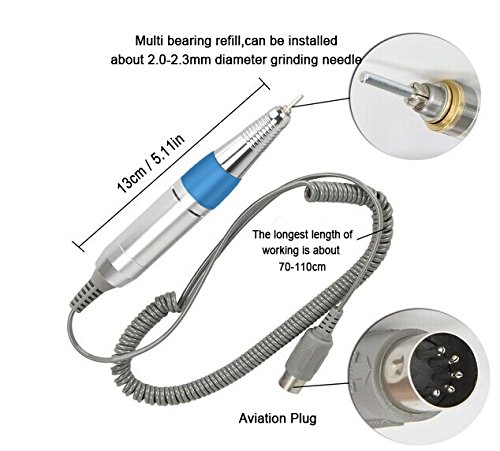 Multi bearing refill,can be installed
about 2.0-2.3mm diameter grinding needle
13cm / 5.11in
The longest length of
working is about
70-110cm
Aviation Plug